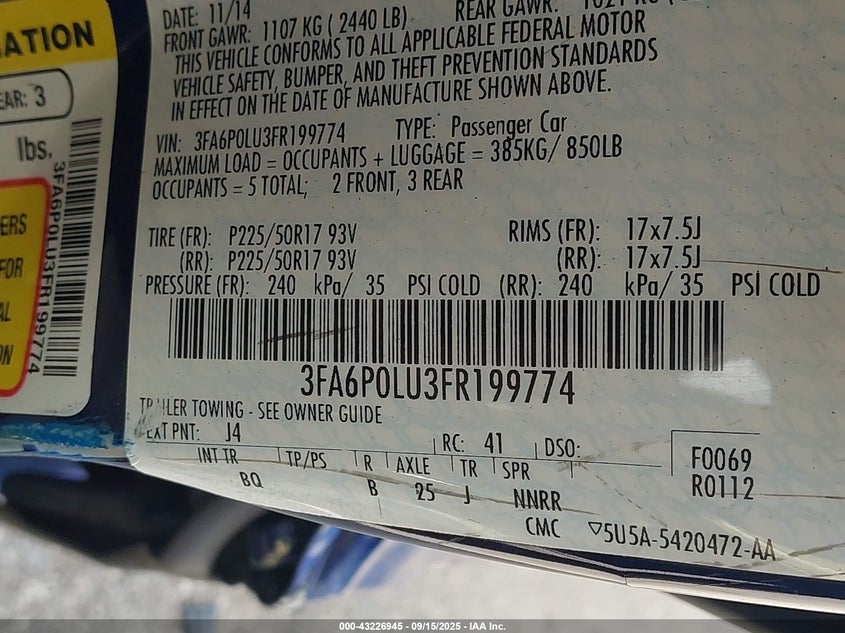 ATION
EAR: 3
lbs.
3FA6P0LU3FR199774
ERS
FOR
AL
ON
DATE: 11/14
FRONT GAWR: 1107 KG ( 2440 LB) REAR GAWR:
THIS VEHICLE CONFORMS TO ALL APPLICABLE FEDERAL MOTOR
VEHICLE SAFETY, BUMPER, AND THEFT PREVENTION STANDARDS
IN EFFECT ON THE DATE OF MANUFACTURE SHOWN ABOVE.
VIN: 3FA6P0LU3FR199774 TYPE: Passenger Car
MAXIMUM LOAD = OCCUPANTS + LUGGAGE = 385KG/ 850LB
OCCUPANTS = 5 TOTAL; 2 FRONT, 3 REAR
TIRE (FR): P225/50R17 93V RIMS (FR): 17x7.5J
(RR): P225/50R17 93V (RR): 17x7.5J
PRESSURE (FR): 240 kPa/ 35 PSI COLD (RR): 240 kPa/ 35 PSI COLD
3FA6P0LU3FR199774
TRAILER TOWING - SEE OWNER GUIDE
EXT PNT: J4 RC: 41 DSO:
INT TR TP/PS R AXLE TR SPR
BQ B 25 J NNRR
F0069
R0112
CMC ▽5U5A-5420472-AA
000-43226945 - 09/15/2025 - IAA Inc.